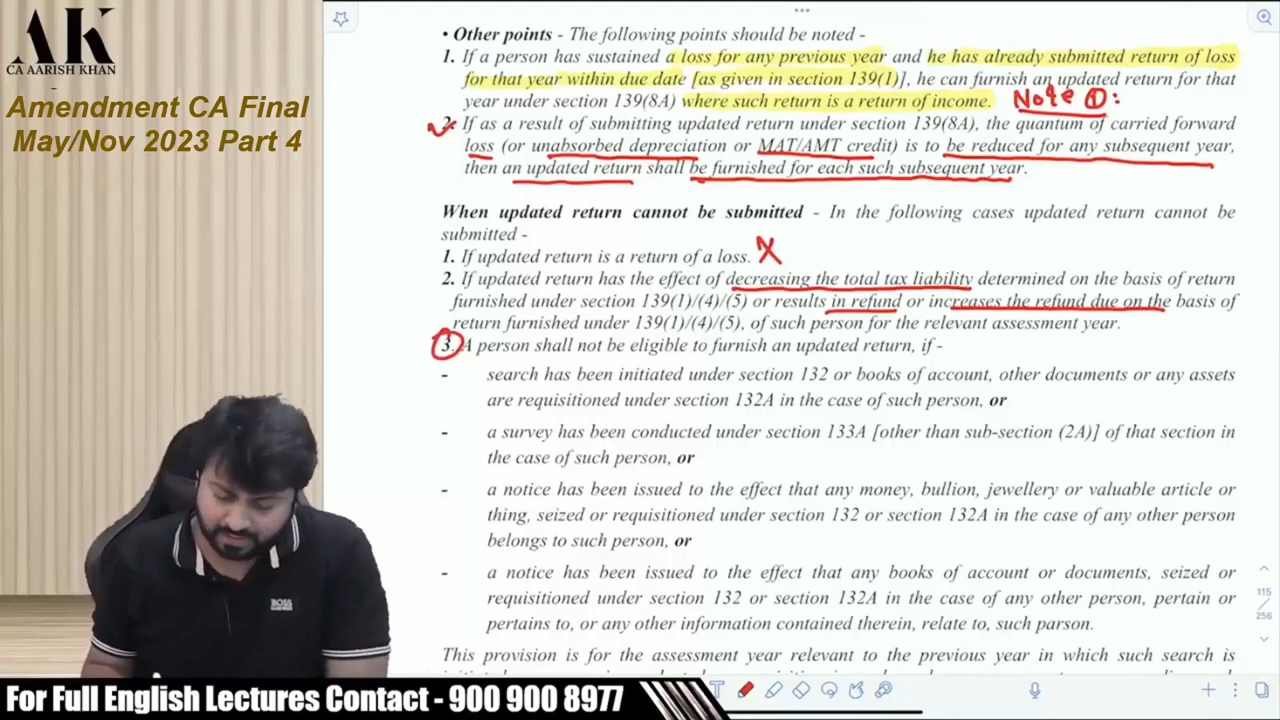 AK
CA AARISH KHAN
Amendment CA Final
May/Nov 2023 Part 4
• Other points - The following points should be noted -
1. If a person has sustained a loss for any previous year and he has already submitted return of loss
for that year within due date [as given in section 139(1)], he can furnish an updated return for that
year under section 139(8A) where such return is a return of income. Note ①:
2. If as a result of submitting updated return under section 139(8A), the quantum of carried forward
loss (or unabsorbed depreciation or MAT/AMT credit) is to be reduced for any subsequent year,
then an updated return shall be furnished for each such subsequent year.
When updated return cannot be submitted - In the following cases updated return cannot be
submitted -
1. If updated return is a return of a loss. X
2. If updated return has the effect of decreasing the total tax liability determined on the basis of return
furnished under section 139(1)/(4)/(5) or results in refund or increases the refund due on the basis of
return furnished under 139(1)/(4)/(5), of such person for the relevant assessment year.
3. A person shall not be eligible to furnish an updated return, if -
- search has been initiated under section 132 or books of account, other documents or any assets
are requisitioned under section 132A in the case of such person, or
- a survey has been conducted under section 133A [other than sub-section (2A)] of that section in
the case of such person, or
- a notice has been issued to the effect that any money, bullion, jewellery or valuable article or
thing, seized or requisitioned under section 132 or section 132A in the case of any other person
belongs to such person, or
- a notice has been issued to the effect that any books of account or documents, seized or
requisitioned under section 132 or section 132A in the case of any other person, pertain or
pertains to, or any other information contained therein, relate to, such parson.
This provision is for the assessment year relevant to the previous year in which such search is
115
/
256
BOSS
For Full English Lectures Contact - 900 900 8977